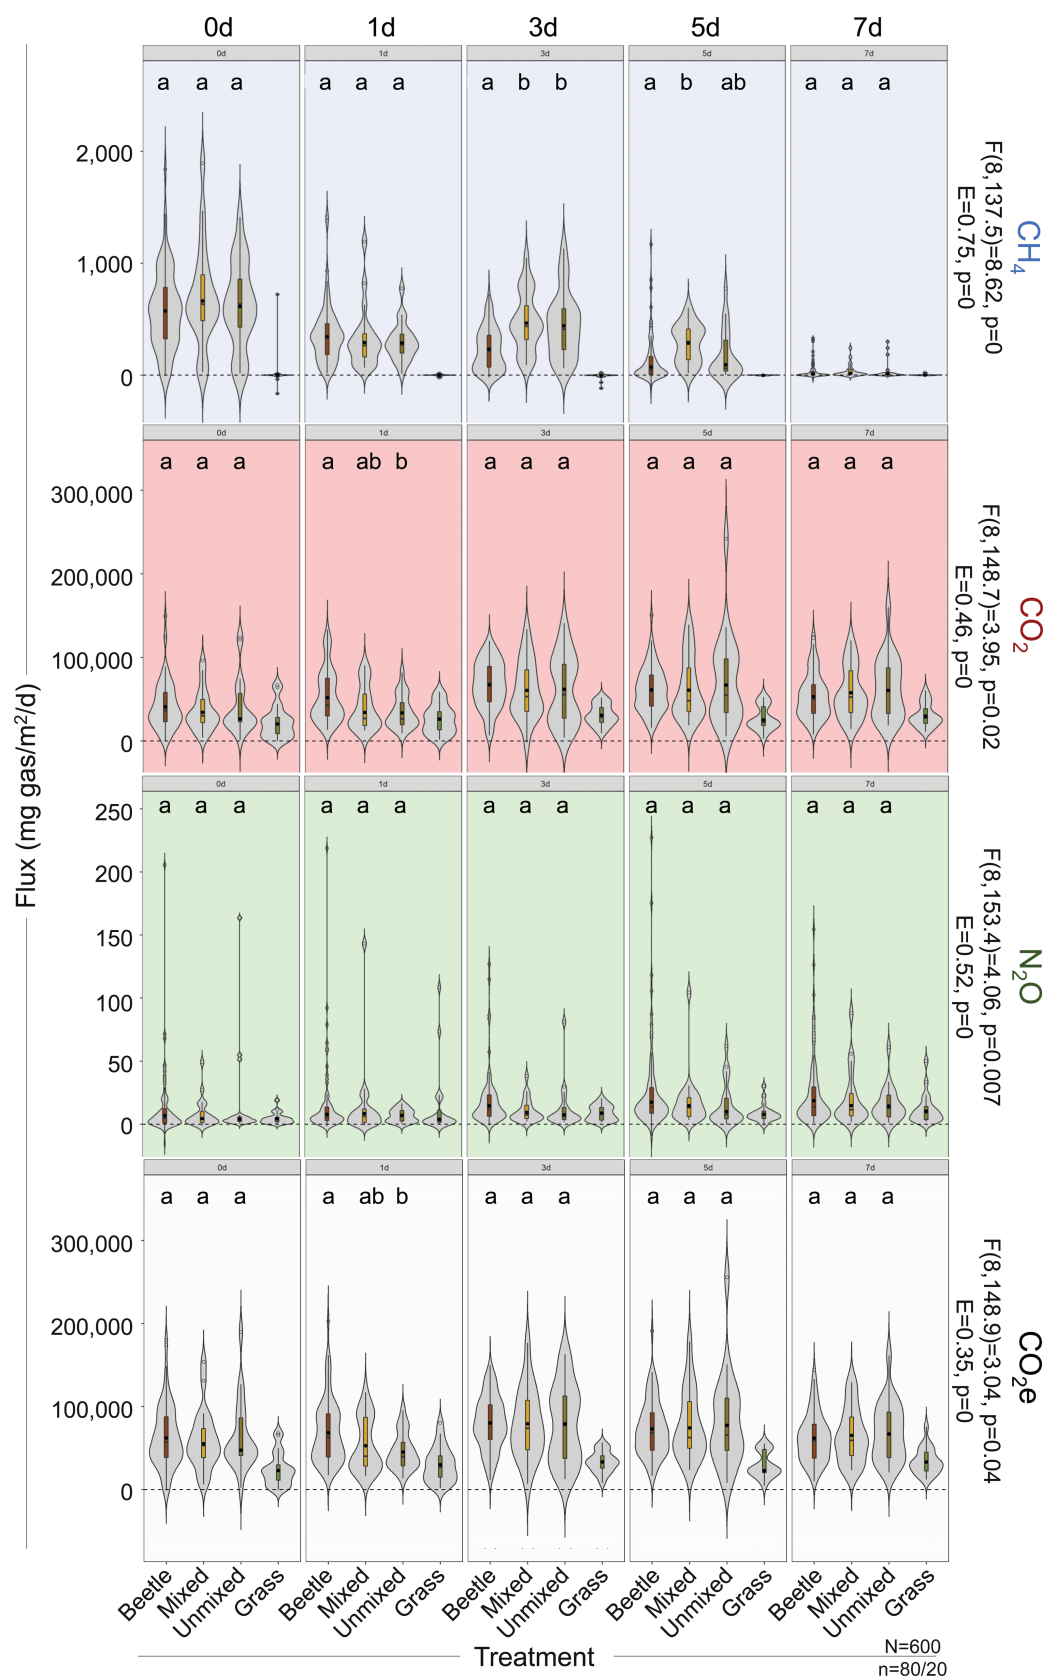 0d 1d 3d 5d 7d
0d 1d 3d 5d 7d
a a a a a a a b b a b ab a a a
2,000
1,000
0
CH4
F(8,137.5)=8.62, p=0
E=0.75, p=0
0d 1d 3d 5d 7d
a a a a ab b a a a a a a a a a
300,000
200,000
100,000
0
CO2
F(8,148.7)=3.95, p=0.02
E=0.46, p=0
Flux (mg gas/m²/d)
0d 1d 3d 5d 7d
a a a a a a a a a a a a a a a
250
200
150
100
50
0
N2O
F(8,153.4)=4.06, p=0.007
E=0.52, p=0
0d 1d 3d 5d 7d
a a a a ab b a a a a a a a a a
300,000
200,000
100,000
0
CO2e
F(8,148.9)=3.04, p=0.04
E=0.35, p=0
Beetle Mixed Unmixed Grass Beetle Mixed Unmixed Grass Beetle Mixed Unmixed Grass Beetle Mixed Unmixed Grass Beetle Mixed Unmixed Grass
Treatment
N=600
n=80/20